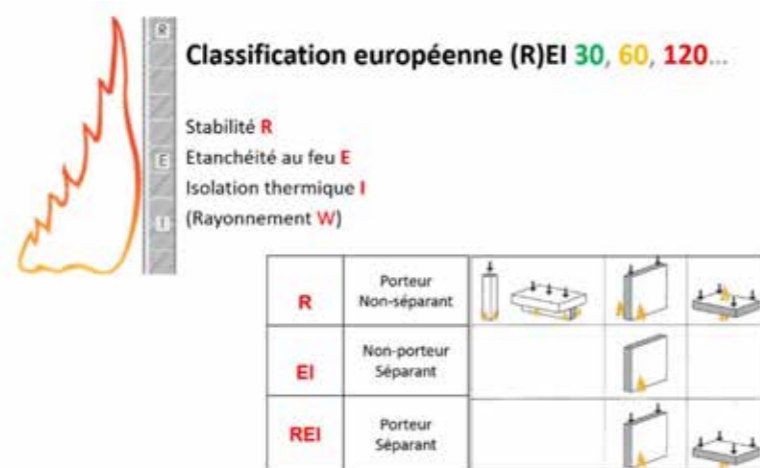 R
E
I
Classification européenne (R)EI 30, 60, 120...
Stabilité R
Etanchéité au feu E
Isolation thermique I
(Rayonnement W)
R
Porteur
Non-séparant
EI
Non-porteur
Séparant
REI
Porteur
Séparant